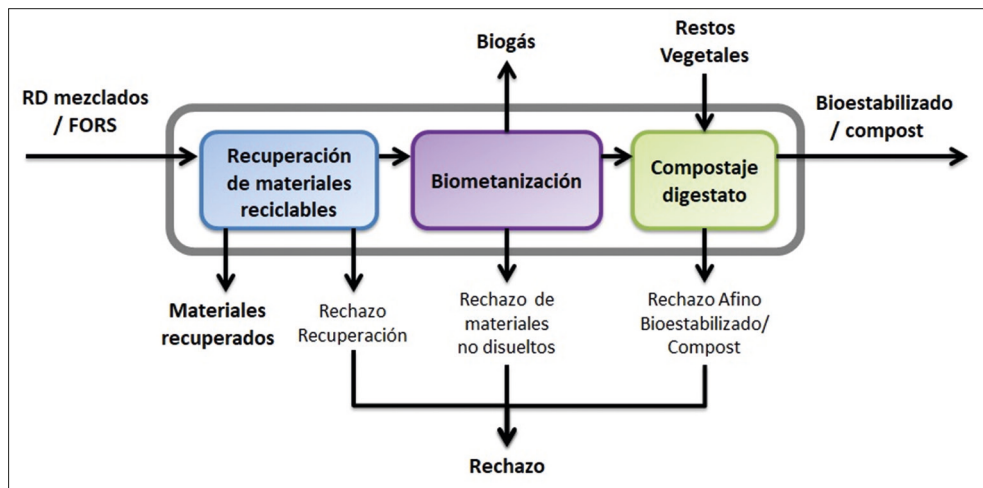 Biogás
Restos
Vegetales
RD mezclados
/ FORS
Bioestabilizado
/ compost
Recuperación
de materiales
reciclables
Biometanización
Compostaje
digestato
Materiales
recuperados
Rechazo
Recuperación
Rechazo de
materiales
no disueltos
Rechazo Afino
Bioestabilizado/
Compost
Rechazo